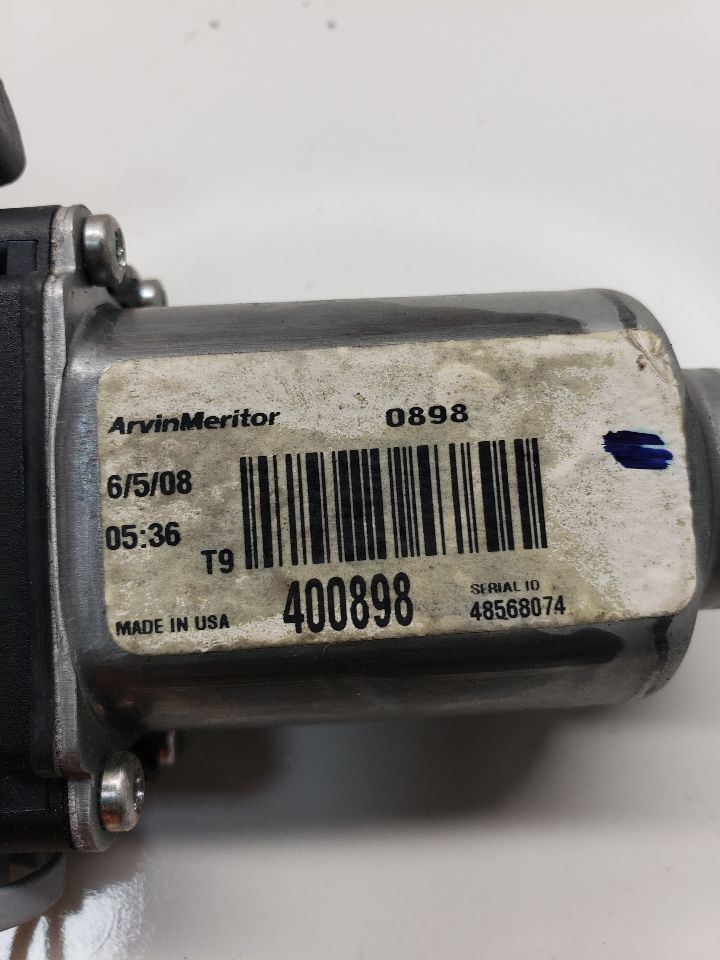 ArvinMeritor 0898
6/5/08
05:36
T9
400898
SERIAL ID
48568074
MADE IN USA